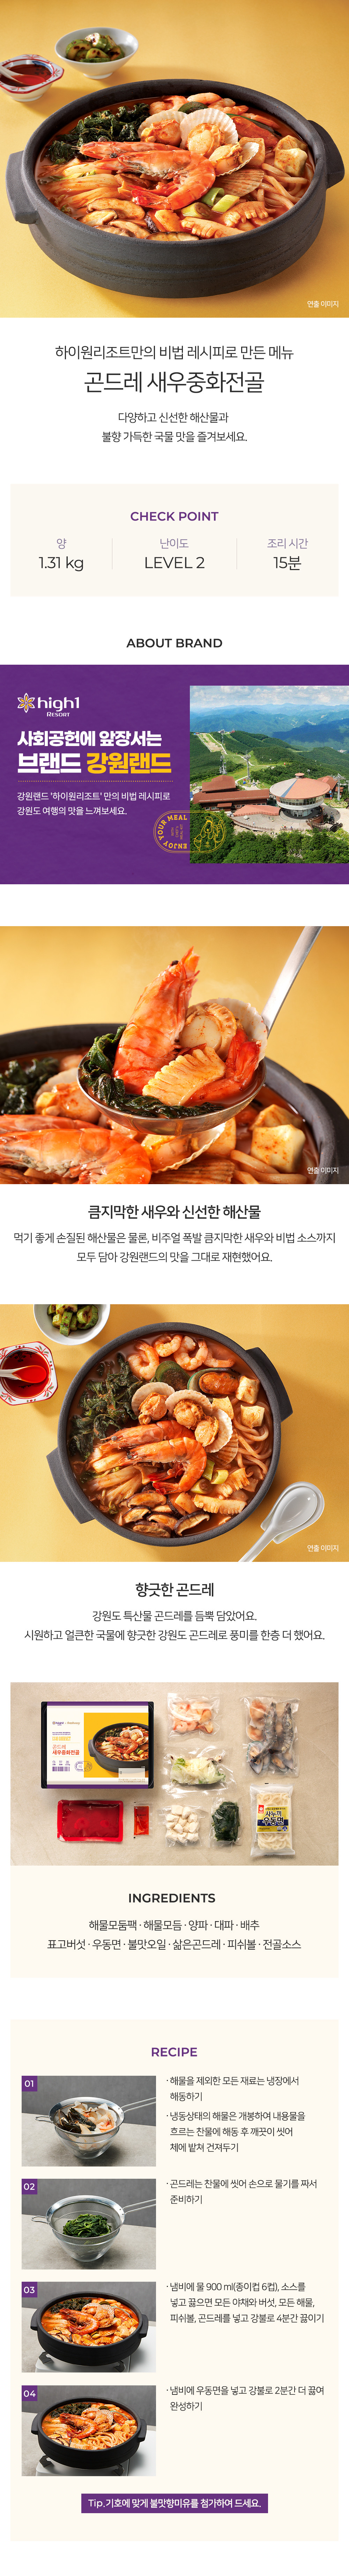 연출 이미지
하이원리조트만의 비법 레시피로 만든 메뉴
곤드레 새우중화전골
다양하고 신선한 해산물과
불향 가득한 국물 맛을 즐겨보세요.
CHECK POINT
양
난이도
조리 시간
1.31 kg
LEVEL 2
15분
ABOUT BRAND
high1
RESORT
사회공헌에 앞장서는
브랜드 강원랜드
강원랜드 '하이원리조트' 만의 비법 레시피로
강원도 여행의 맛을 느껴보세요.
ENJOY YOUR MEAL
연출 이미지
큼지막한 새우와 신선한 해산물
먹기 좋게 손질된 해산물은 물론, 비주얼 폭발 큼지막한 새우와 비법 소스까지
모두 담아 강원랜드의 맛을 그대로 재현했어요.
연출 이미지
향긋한 곤드레
강원도 특산물 곤드레를 듬뿍 담았어요.
시원하고 얼큰한 국물에 향긋한 강원도 곤드레로 풍미를 한층 더 했어요.
곤드레
새우중화전골
사누끼
우동면
INGREDIENTS
해물모둠팩 · 해물모듬 · 양파 · 대파 · 배추
표고버섯 · 우동면 · 불맛오일 · 삶은곤드레 · 피쉬볼 · 전골소스
RECIPE
01
· 해물을 제외한 모든 재료는 냉장에서
해동하기
· 냉동상태의 해물은 개봉하여 내용물을
흐르는 찬물에 해동 후 깨끗이 씻어
체에 밭쳐 건져두기
02
· 곤드레는 찬물에 씻어 손으로 물기를 짜서
준비하기
03
· 냄비에 물 900 ml(종이컵 6컵), 소스를
넣고 끓으면 모든 야채와 버섯, 모든 해물,
피쉬볼, 곤드레를 넣고 강불로 4분간 끓이기
04
· 냄비에 우동면을 넣고 강불로 2분간 더 끓여
완성하기
Tip.기호에 맞게 불맛향미유를 첨가하여 드세요.